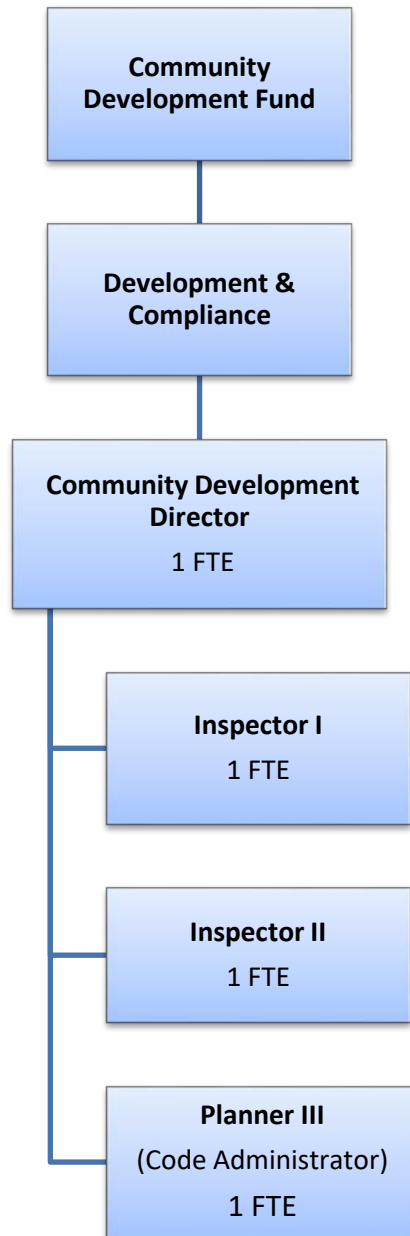 Community
Development Fund
Development &
Compliance
Community Development
Director
1 FTE
Inspector I
1 FTE
Inspector II
1 FTE
Planner III
(Code Administrator)
1 FTE